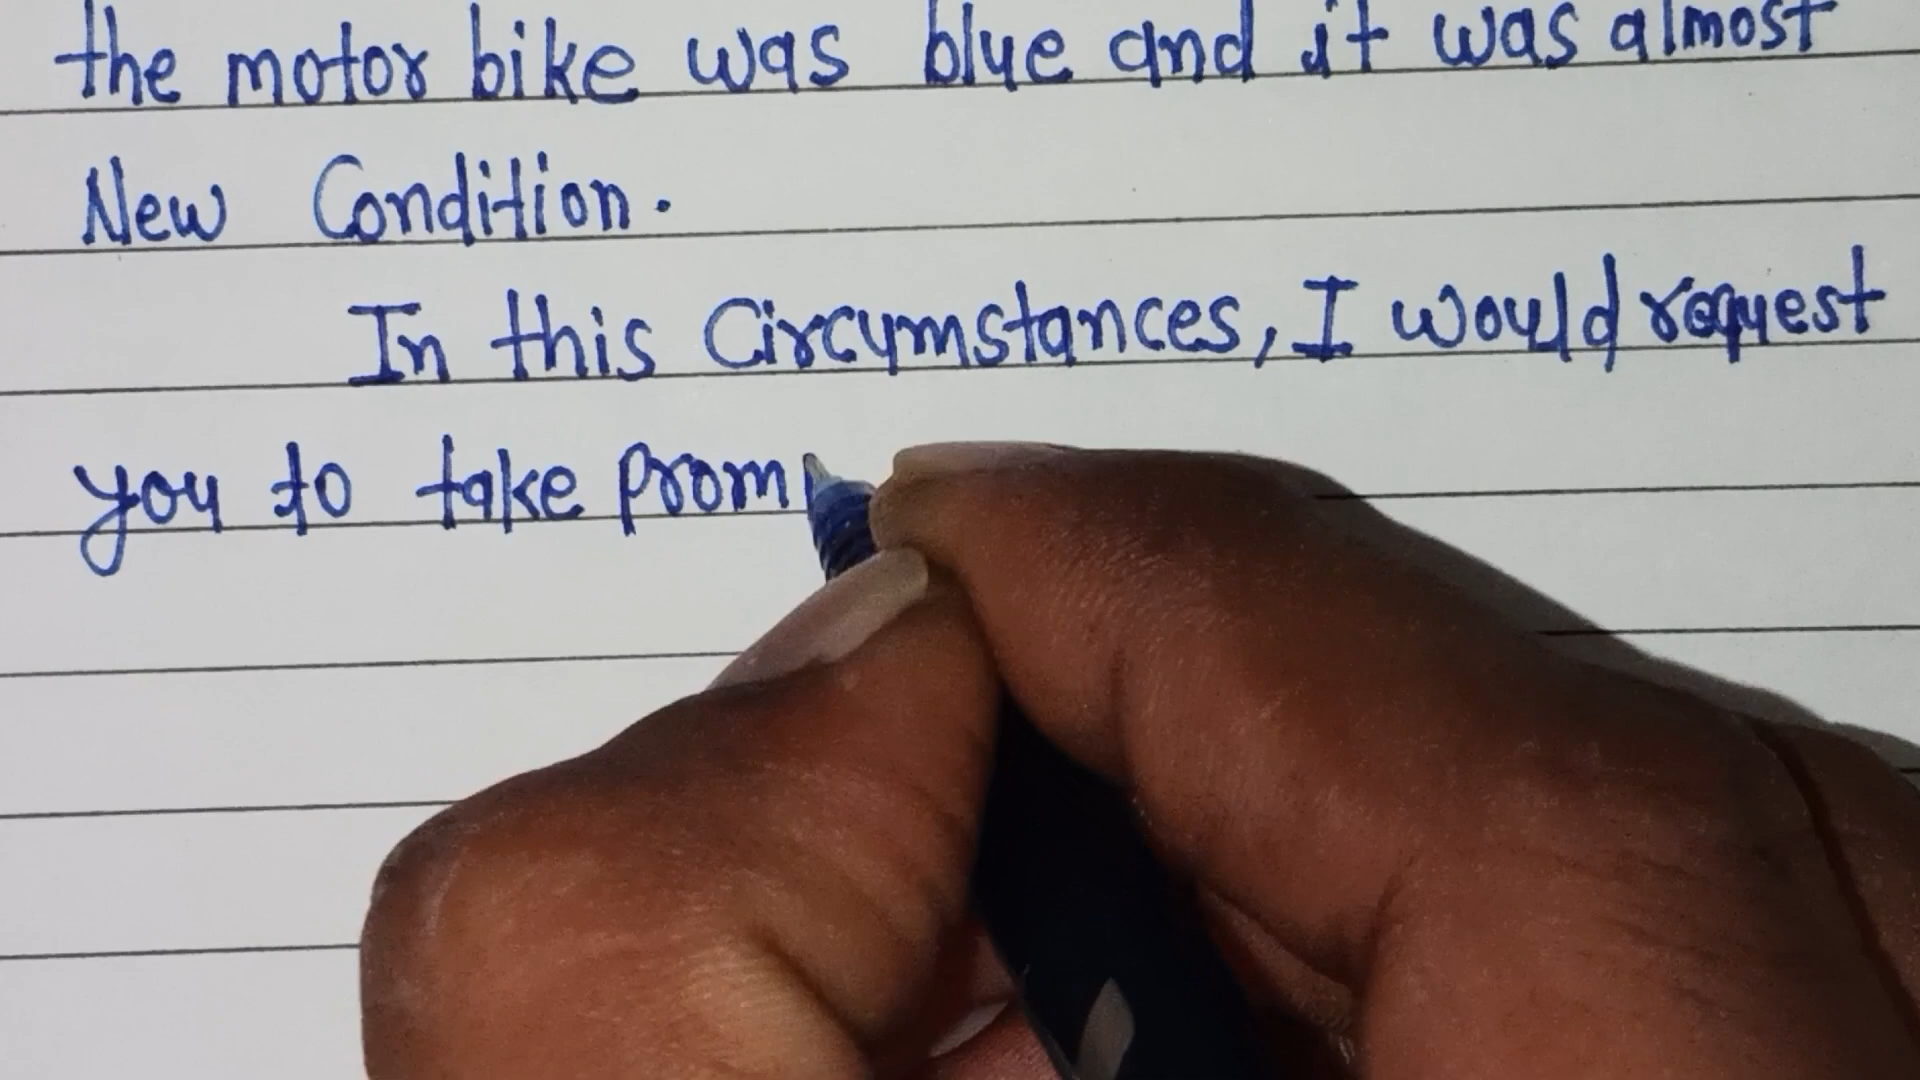 the motor bike was blue and it was almost
New Condition.
In this Circumstances, I would request
you to take prom